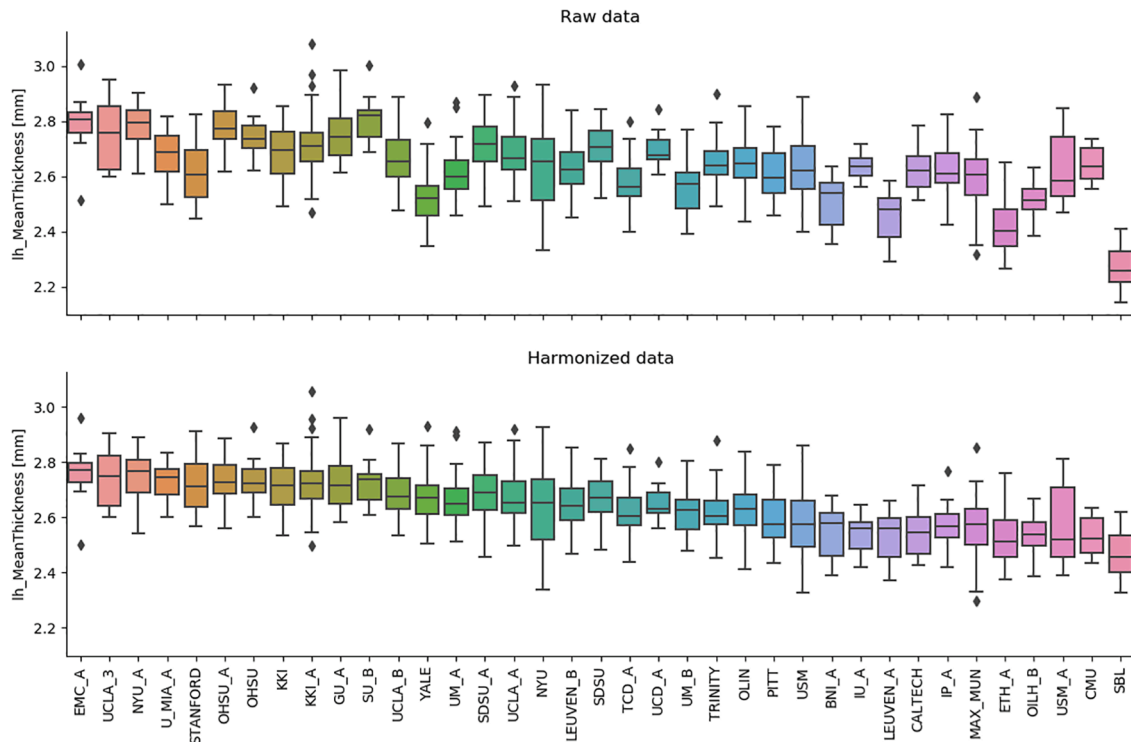 Raw data
lh_MeanThickness [mm]
3.0
2.8
2.6
2.4
2.2
Harmonized data
lh_MeanThickness [mm]
3.0
2.8
2.6
2.4
2.2
EMC_A
UCLA_3
NYU_A
U_MIA_A
STANFORD
OHSU_A
OHSU
KKI
KKI_A
GU_A
SU_B
UCLA_B
YALE
UM_A
SDSU_A
UCLA_A
NYU
LEUVEN_B
SDSU
TCD_A
UCD_A
UM_B
TRINITY
OLIN
PITT
USM
BNI_A
IU_A
LEUVEN_A
CALTECH
IP_A
MAX_MUN
ETH_A
OILH_B
USM_A
CMU
SBL